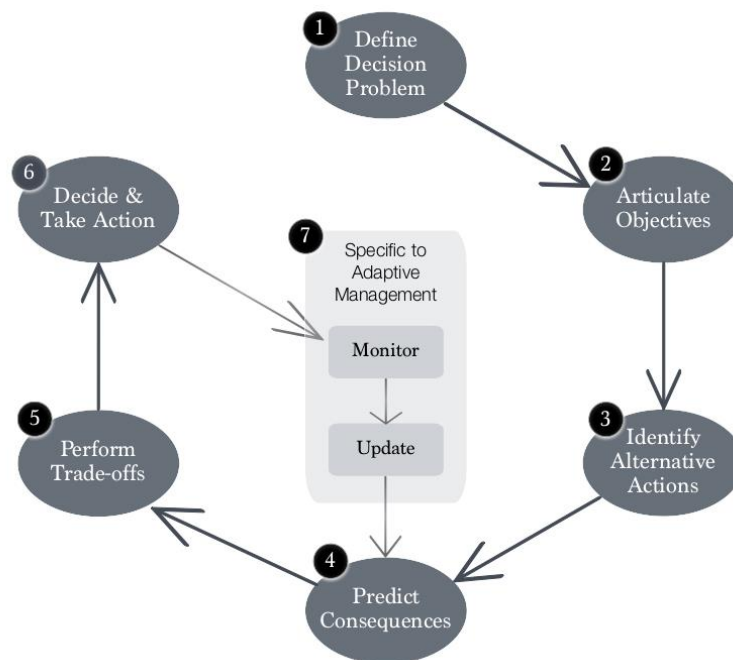 1
Define
Decision
Problem
2
Articulate
Objectives
3
Identify
Alternative
Actions
4
Predict
Consequences
5
Perform
Trade-offs
6
Decide &
Take Action
7
Specific to
Adaptive
Management
Monitor
Update